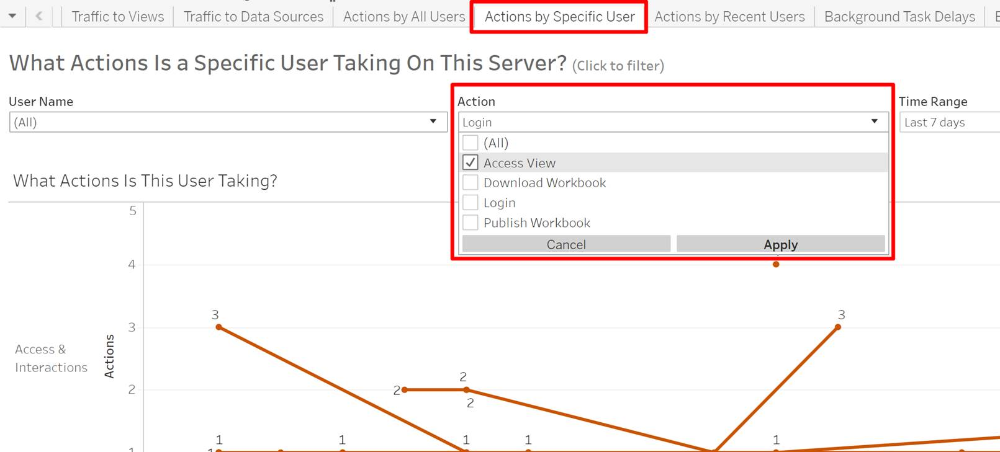 Traffic to Views
Traffic to Data Sources
Actions by All Users
Actions by Specific User
Actions by Recent Users
Background Task Delays
What Actions Is a Specific User Taking On This Server? (Click to filter)
User Name
(All)
Action
Login
(All)
Access View
Download Workbook
Login
Publish Workbook
Cancel
Apply
Time Range
Last 7 days
What Actions Is This User Taking?
5
4
3
2
1
Access &
Interactions
Actions
3
3
2
2
2
1
1
1
1
1
1